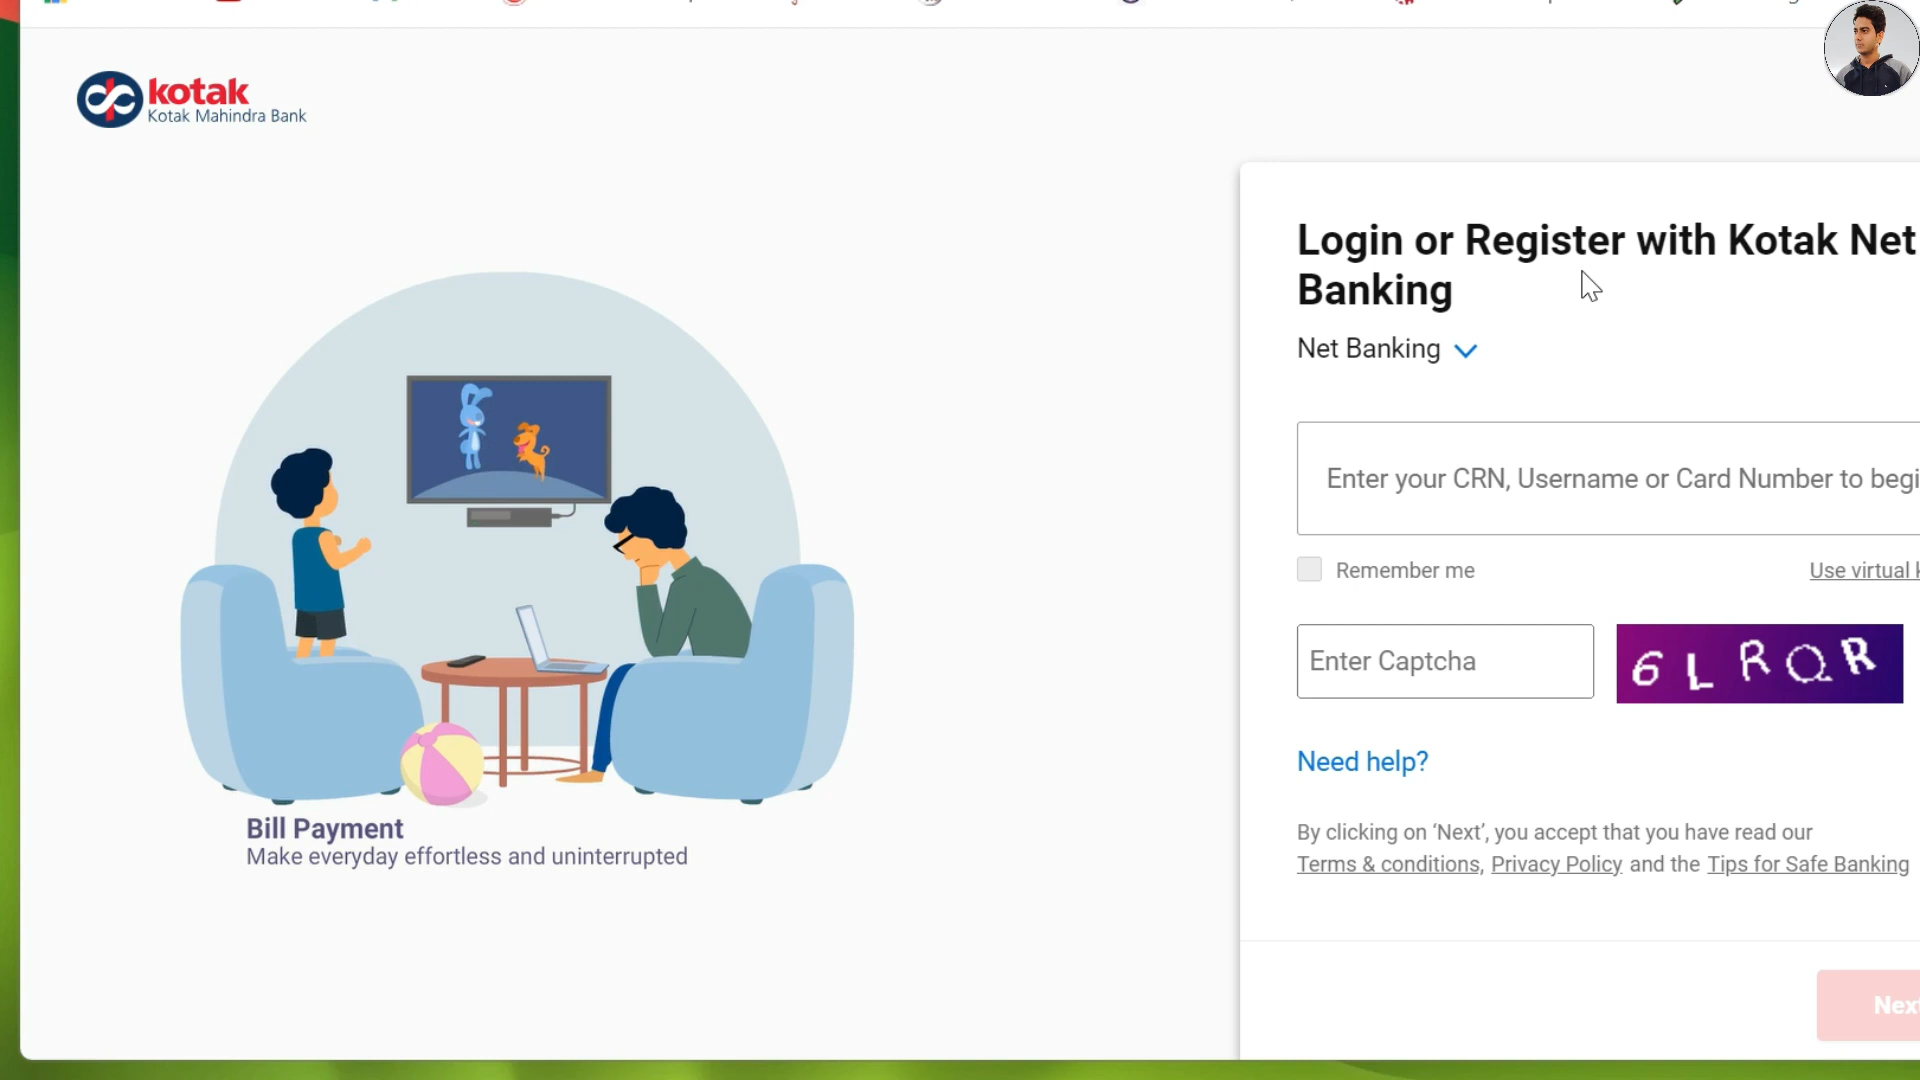 kotak
Kotak Mahindra Bank
Login or Register with Kotak Net
Banking
Net Banking
Enter your CRN, Username or Card Number to begi
Remember me
Use virtual k
Enter Captcha
6 L R Q R
Need help?
By clicking on ‘Next’, you accept that you have read our
Terms & conditions, Privacy Policy and the Tips for Safe Banking
Next
Bill Payment
Make everyday effortless and uninterrupted